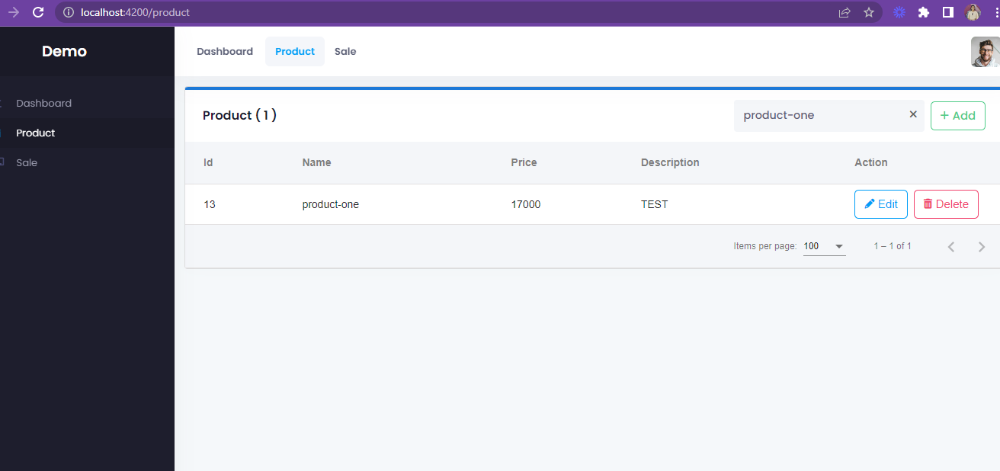 localhost:4200/product
Demo
Dashboard Product Sale
Dashboard
Product
Sale
Product ( 1 )
product-one × + Add
Id Name Price Description Action
13 product-one 17000 TEST Edit Delete
Items per page: 100 1 – 1 of 1